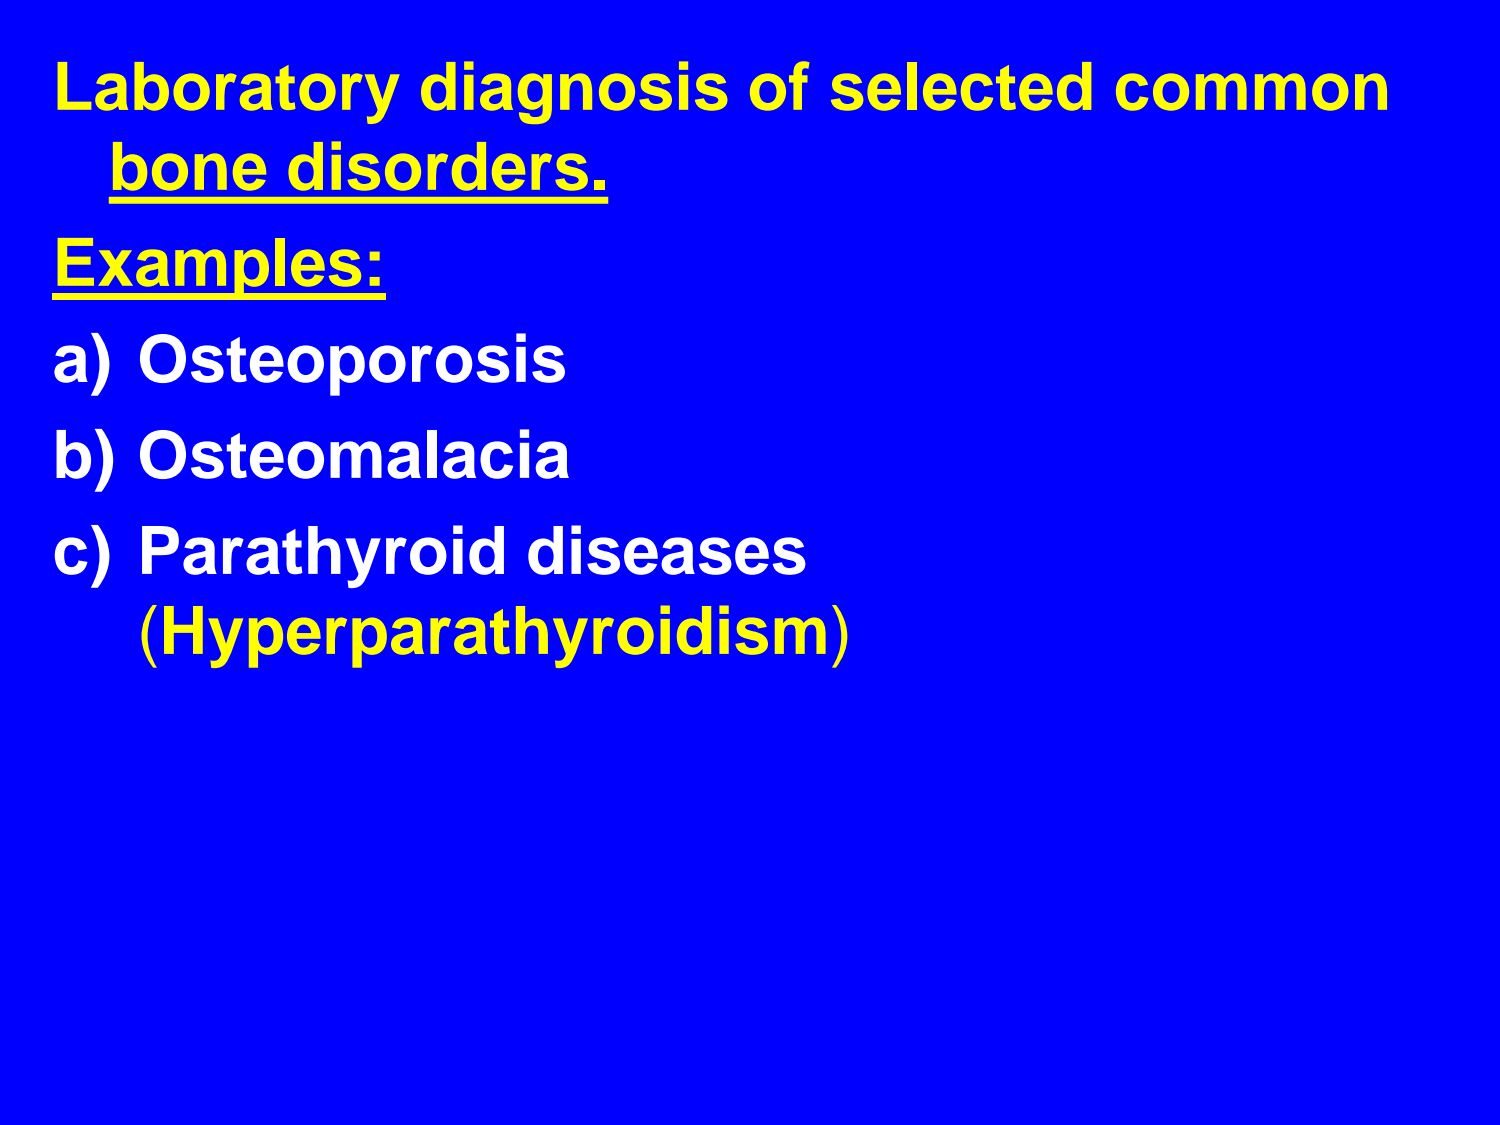 Laboratory diagnosis of selected common
bone disorders.
Examples:
a) Osteoporosis
b) Osteomalacia
c) Parathyroid diseases
(Hyperparathyroidism)